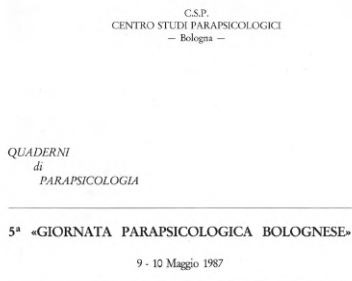 C.S.P.
CENTRO STUDI PARAPSICOLOGICI
— Bologna —
QUADERNI
di
PARAPSICOLOGIA
5ª «GIORNATA PARAPSICOLOGICA BOLOGNESE»
9 - 10 Maggio 1987